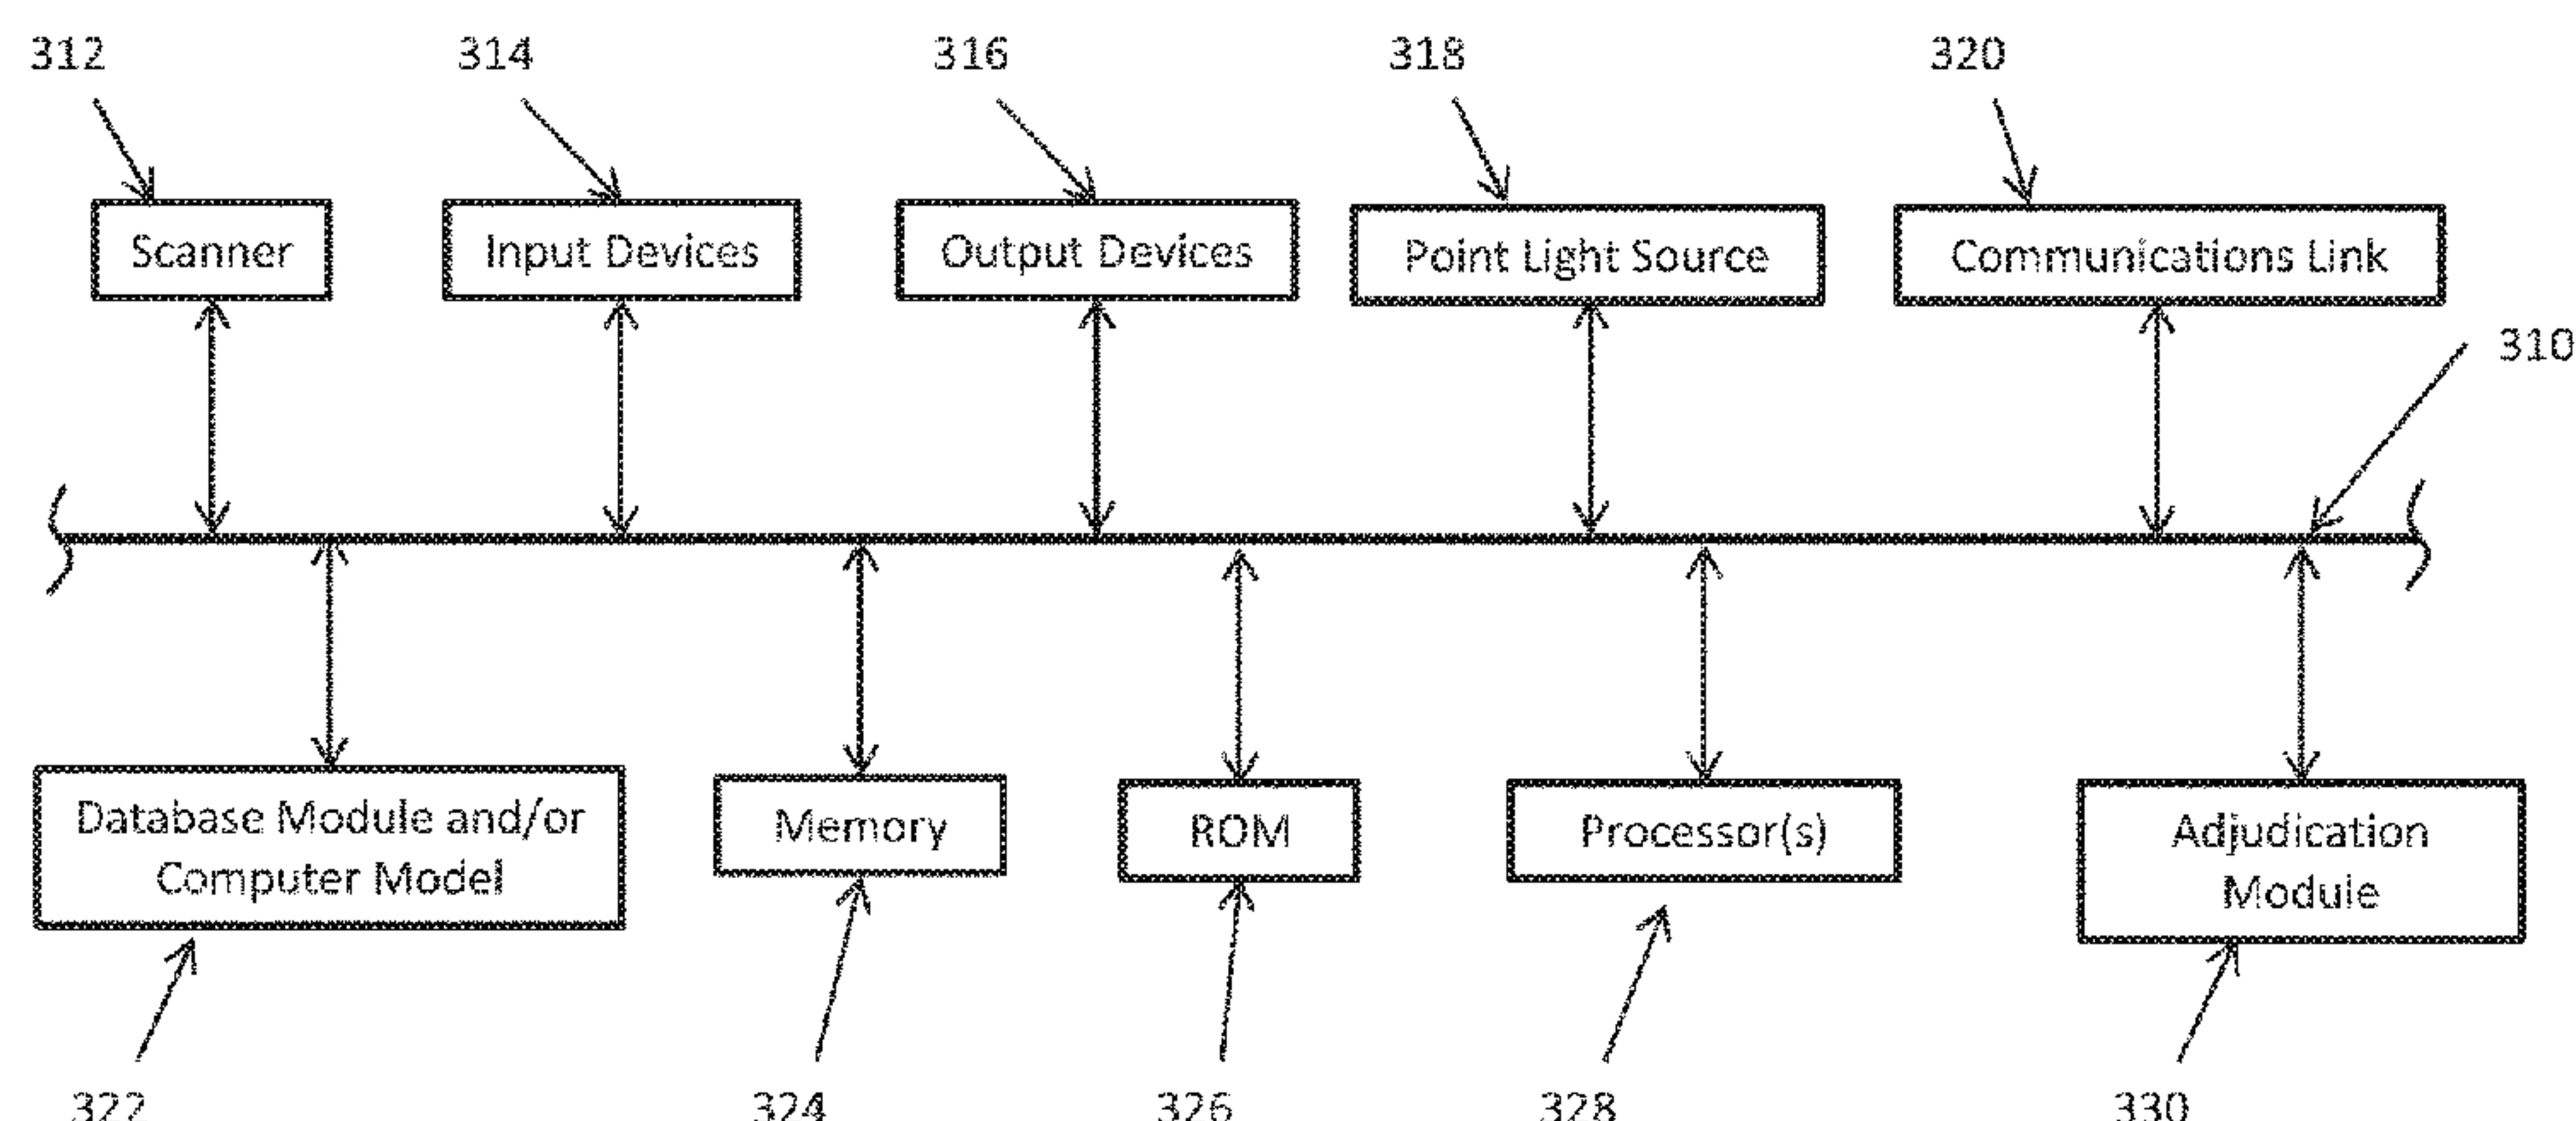 312
314
316
318
320
Scanner
Input Devices
Output Devices
Point Light Source
Communications Link
310
Database Module and/or
Computer Model
Memory
ROM
Processor(s)
Adjudication
Module
322
324
326
328
330